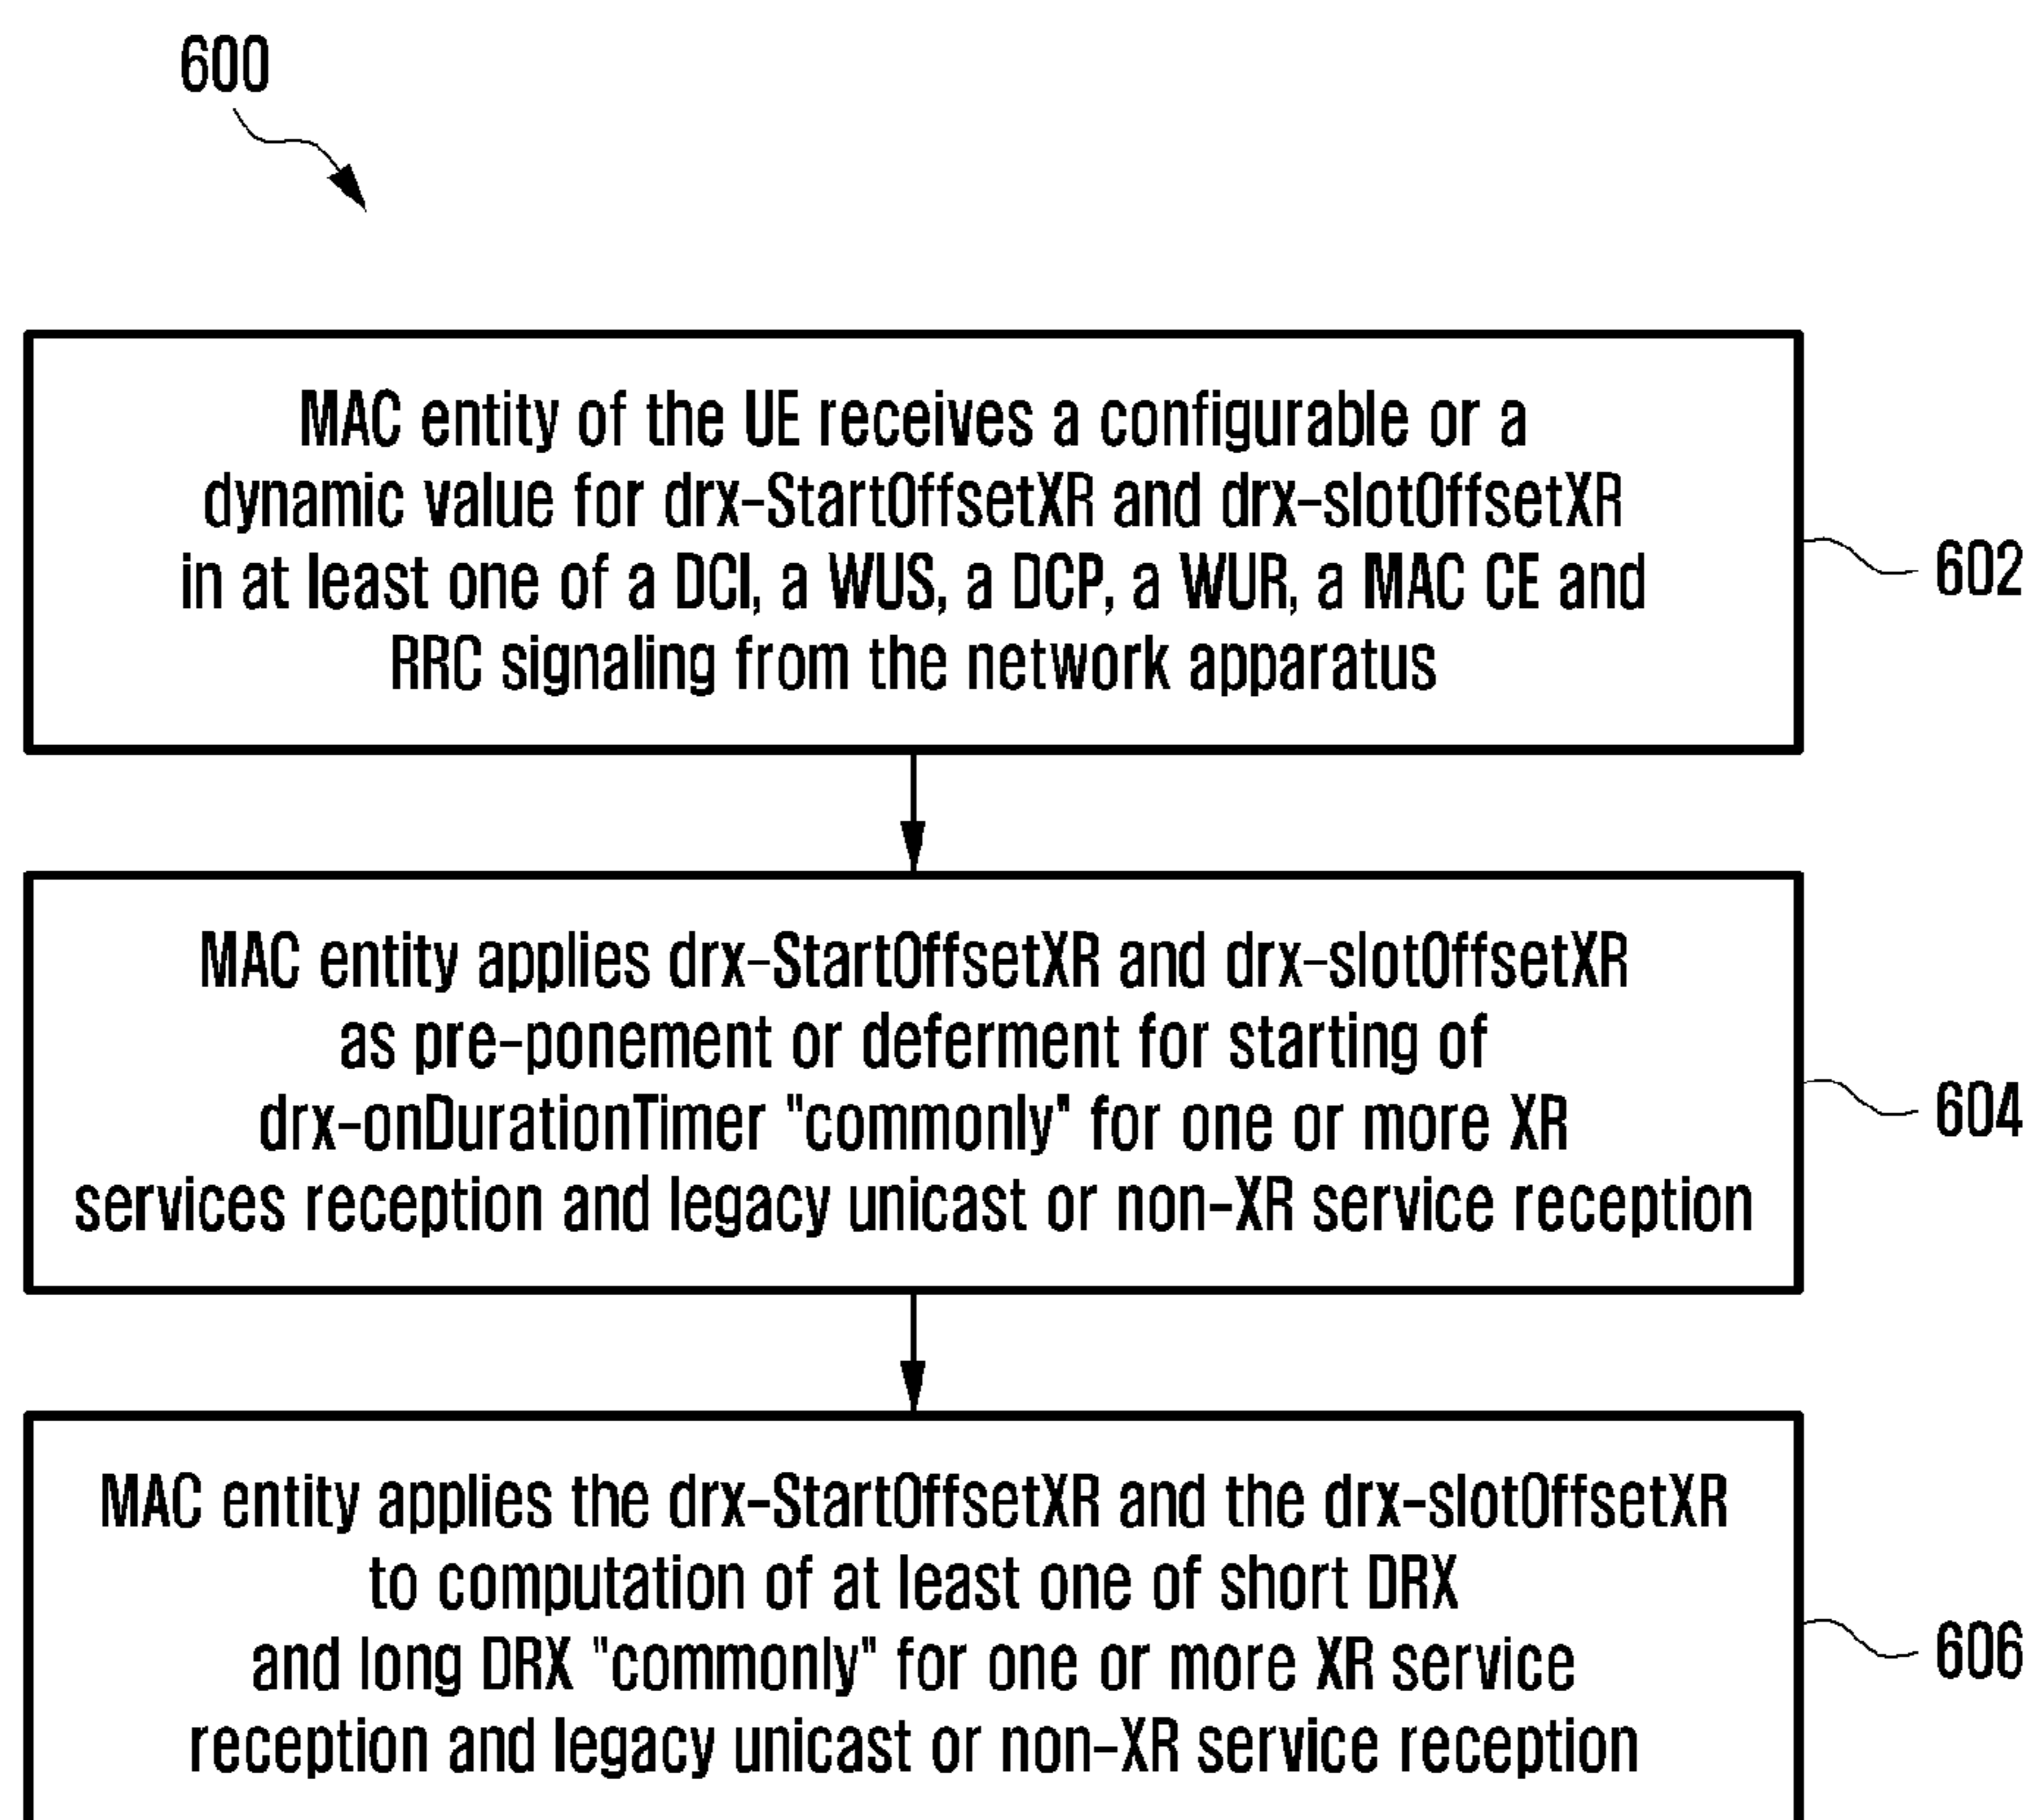 600
MAC entity of the UE receives a configurable or a
dynamic value for drx-StartOffsetXR and drx-slotOffsetXR
in at least one of a DCI, a WUS, a DCP, a WUR, a MAC CE and
RRC signaling from the network apparatus
602
MAC entity applies drx-StartOffsetXR and drx-slotOffsetXR
as pre-ponement or deferment for starting of
drx-onDurationTimer "commonly" for one or more XR
services reception and legacy unicast or non-XR service reception
604
MAC entity applies the drx-StartOffsetXR and the drx-slotOffsetXR
to computation of at least one of short DRX
and long DRX "commonly" for one or more XR service
reception and legacy unicast or non-XR service reception
606